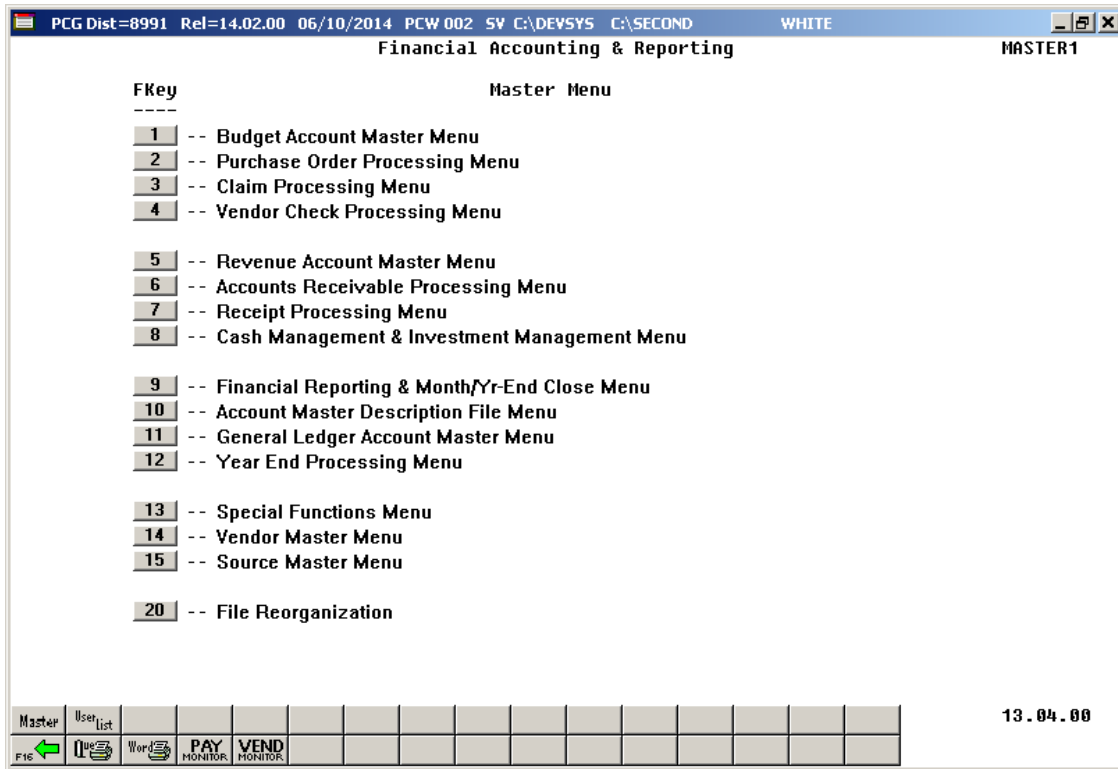 PCG Dist=8991 Rel=14.02.00 06/10/2014 PCW 002 SV C:\DEVSYS C:\SECOND WHITE
Financial Accounting & Reporting MASTER1
FKey Master Menu
----
1 -- Budget Account Master Menu
2 -- Purchase Order Processing Menu
3 -- Claim Processing Menu
4 -- Vendor Check Processing Menu
5 -- Revenue Account Master Menu
6 -- Accounts Receivable Processing Menu
7 -- Receipt Processing Menu
8 -- Cash Management & Investment Management Menu
9 -- Financial Reporting & Month/Yr-End Close Menu
10 -- Account Master Description File Menu
11 -- General Ledger Account Master Menu
12 -- Year End Processing Menu
13 -- Special Functions Menu
14 -- Vendor Master Menu
15 -- Source Master Menu
20 -- File Reorganization
Master User List 13.04.00
F16 Que Word PAY MONITOR VEND MONITOR